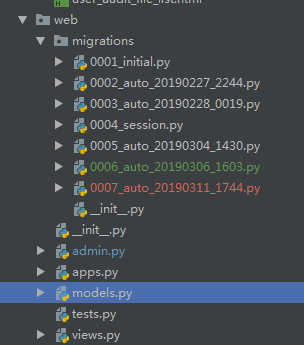 user_audit_file_list.html
web
migrations
0001_initial.py
0002_auto_20190227_2244.py
0003_auto_20190228_0019.py
0004_session.py
0005_auto_20190304_1430.py
0006_auto_20190306_1603.py
0007_auto_20190311_1744.py
__init__.py
__init__.py
admin.py
apps.py
models.py
tests.py
views.py